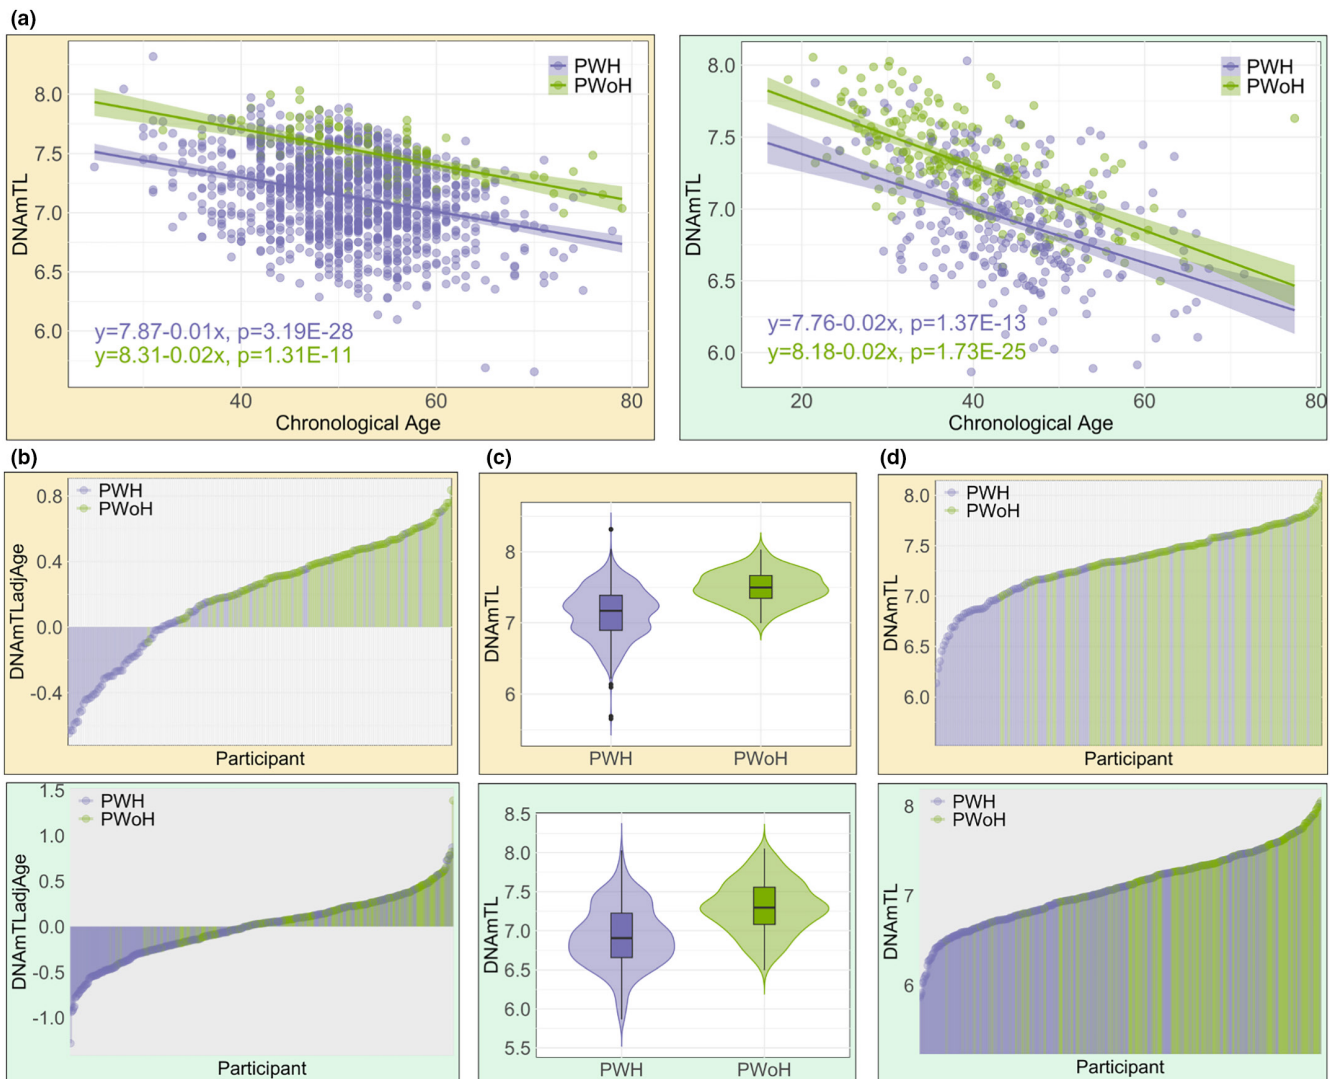 (a)
PWH
PWoH
8.0
7.5
7.0
6.5
6.0
DNAmTL
y=7.87-0.01x, p=3.19E-28
y=8.31-0.02x, p=1.31E-11
40 60 80
Chronological Age
PWH
PWoH
8.0
7.5
7.0
6.5
6.0
DNAmTL
y=7.76-0.02x, p=1.37E-13
y=8.18-0.02x, p=1.73E-25
20 40 60 80
Chronological Age
(b)
PWH
PWoH
0.8
0.4
0.0
-0.4
DNAmTLadjAge
Participant
PWH
PWoH
1.5
1.0
0.5
0.0
-0.5
-1.0
DNAmTLadjAge
Participant
(c)
8
7
6
DNAmTL
PWH PWoH
8.5
8.0
7.5
7.0
6.5
6.0
5.5
DNAmTL
PWH PWoH
(d)
PWH
PWoH
8.0
7.5
7.0
6.5
6.0
DNAmTL
Participant
PWH
PWoH
8
7
6
DNAmTL
Participant